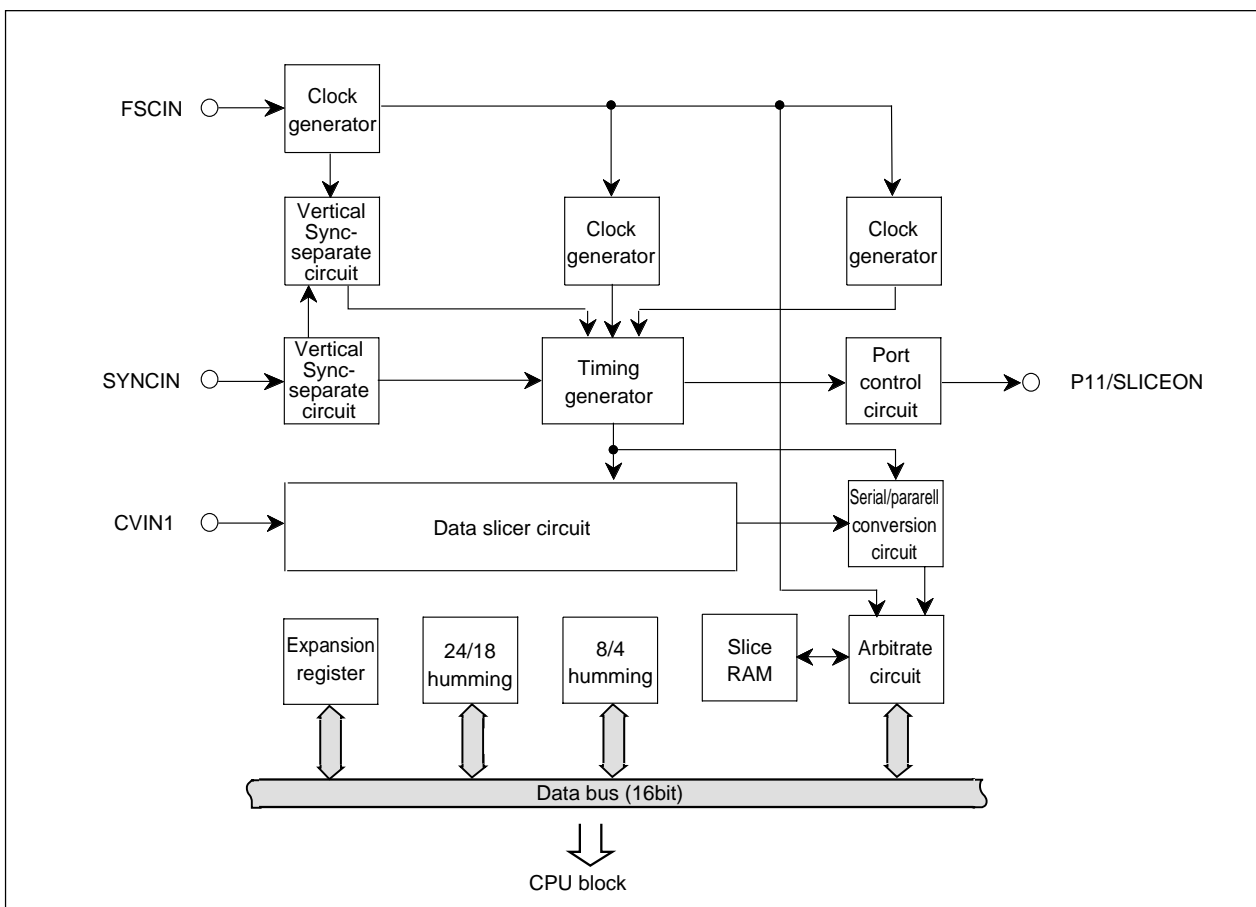 FSCIN
Clock
generator
Vertical
Sync-
separate
circuit
Clock
generator
Clock
generator
SYNCIN
Vertical
Sync-
separate
circuit
Timing
generator
Port
control
circuit
P11/SLICEON
CVIN1
Data slicer circuit
Serial/pararell
conversion
circuit
Expansion
register
24/18
humming
8/4
humming
Slice
RAM
Arbitrate
circuit
Data bus (16bit)
CPU block